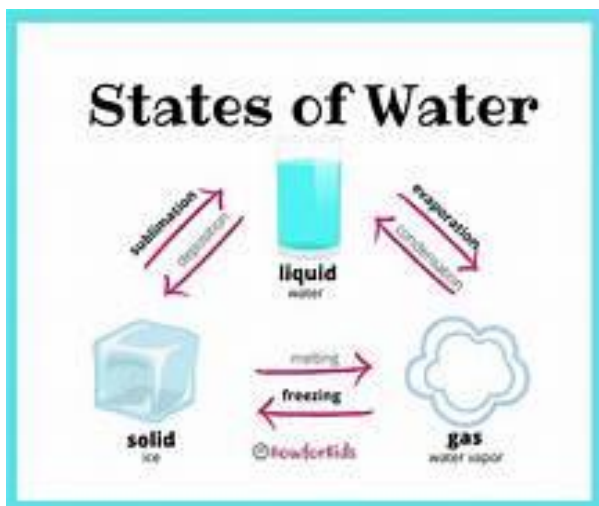 States of Water
sublimation
deposition
evaporation
condensation
liquid
water
melting
freezing
solid
ice
gas
water vapor